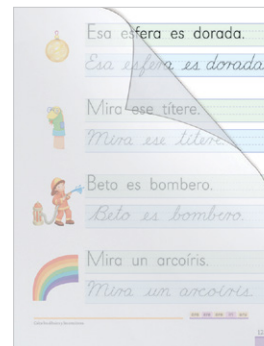 Esa esfera es dorada.
Esa esfera es dorada
Mira ese títere.
Mira ese títere.
Beto es bombero.
Beto es bombero.
Mira un arcoíris.
Mira un arcoíris.